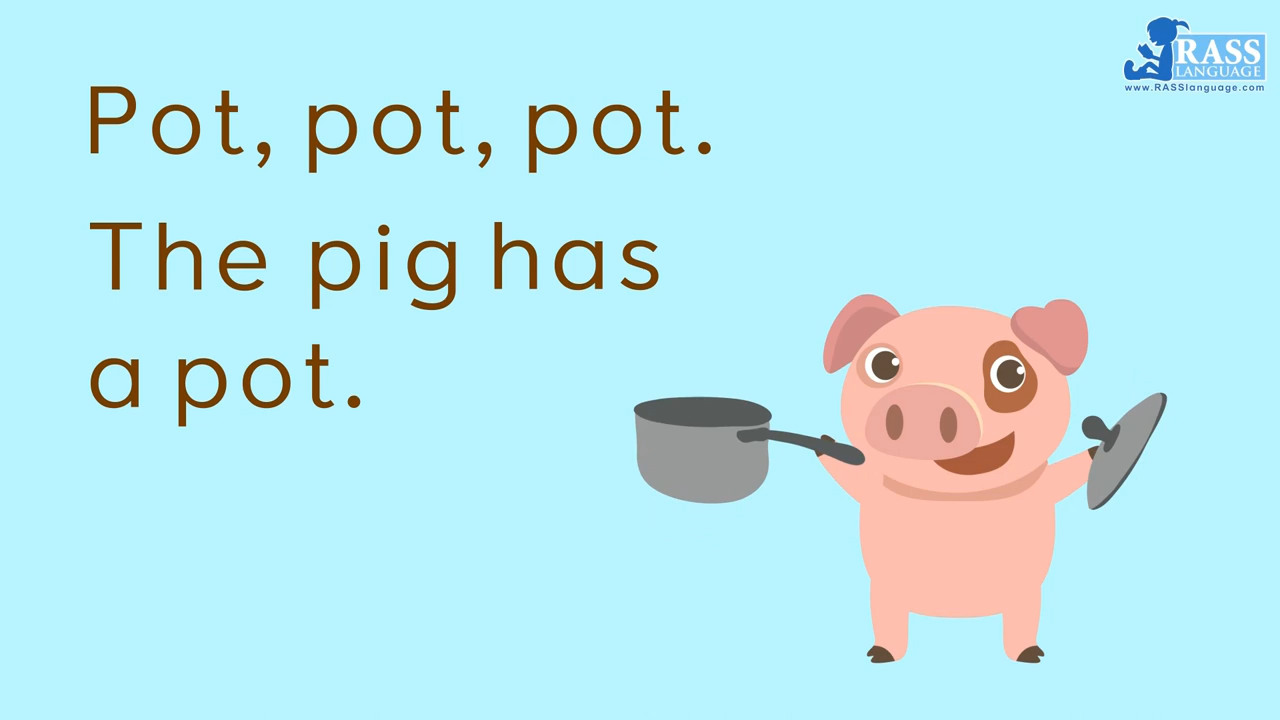 RASS
LANGUAGE
www.RASSlanguage.com
Pot, pot, pot.
The pig has
a pot.